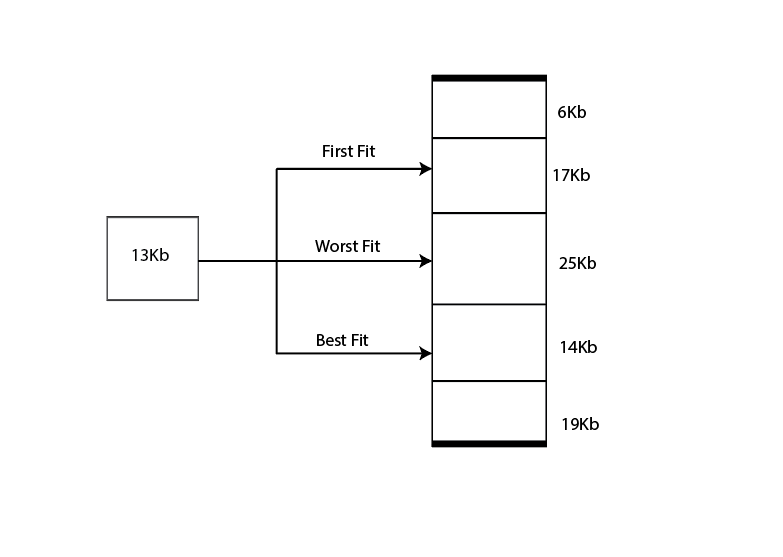 6Kb
First Fit
17Kb
13Kb
Worst Fit
25Kb
Best Fit
14Kb
19Kb